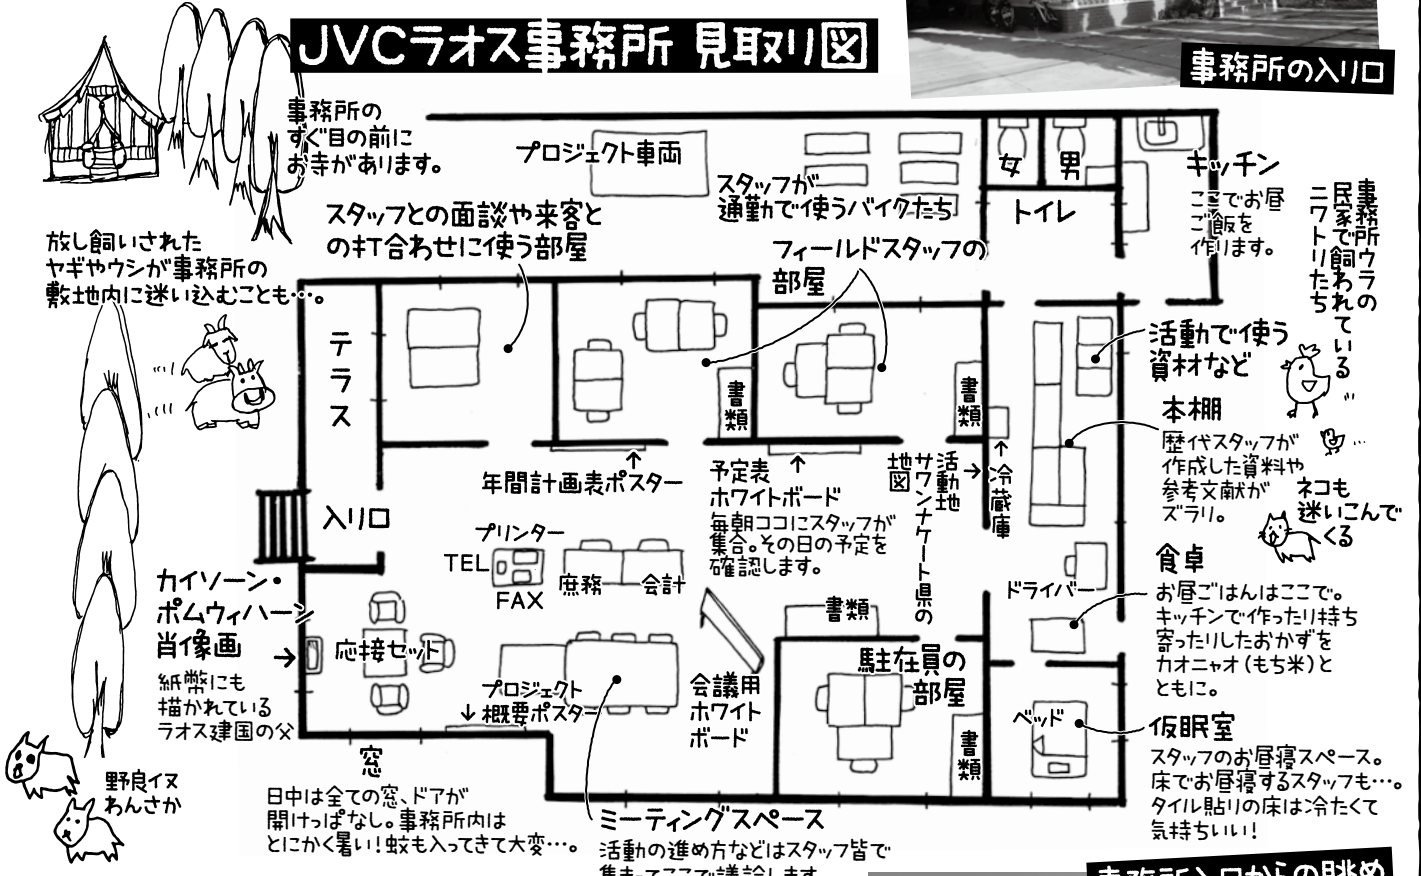 JVCラオス事務所 見取り図
事務所の入り口
事務所の
すぐ目の前に
お寺があります。
プロジェクト車両
スタッフが
通勤で使うバイクたち
女
男
トイレ
キッチン
ここでお昼
ご飯を
作ります。
事務所ウラの
民家で飼われている
ニワトリたち
スタッフとの面談や来客と
の打合わせに使う部屋
フィールドスタッフの
部屋
放し飼いされた
ヤギやウシが事務所の
敷地内に迷い込むことも…。
テラス
書類
書類
活動で使う
資材など
本棚
歴代スタッフが
作成した資料や
参考文献が
ズラリ。
ネコも
迷いこんで
くる
年間計画表ポスター
↑
予定表
ホワイトボード
↑
毎朝ココにスタッフが
集合。その日の予定を
確認します。
活動地→
サワンナケート県の
地図
↑
冷蔵庫
入り口
プリンター
TEL
FAX
庶務
会計
ドライバー
食卓
お昼ごはんはここで。
キッチンで作ったり持ち
寄ったりしたおかずを
カオニャオ(もち米)と
ともに。
カイソーン・
ポムウィハーン
肖像画
→
紙幣にも
描かれている
ラオス建国の父
応接セット
書類
プロジェクト
↓概要ポスター
会議用
ホワイト
ボード
駐在員の
部屋
書類
ベッド
仮眠室
スタッフのお昼寝スペース。
床でお昼寝するスタッフも…。
タイル貼りの床は冷たくて
気持ちいい!
野良イヌ
わんさか
窓
日中は全ての窓、ドアが
開けっぱなし。事務所内は
とにかく暑い!蚊も入ってきて大変…。
ミーティングスペース
活動の進め方などはスタッフ皆で
集まってここで議論します
事務所入口からの眺め